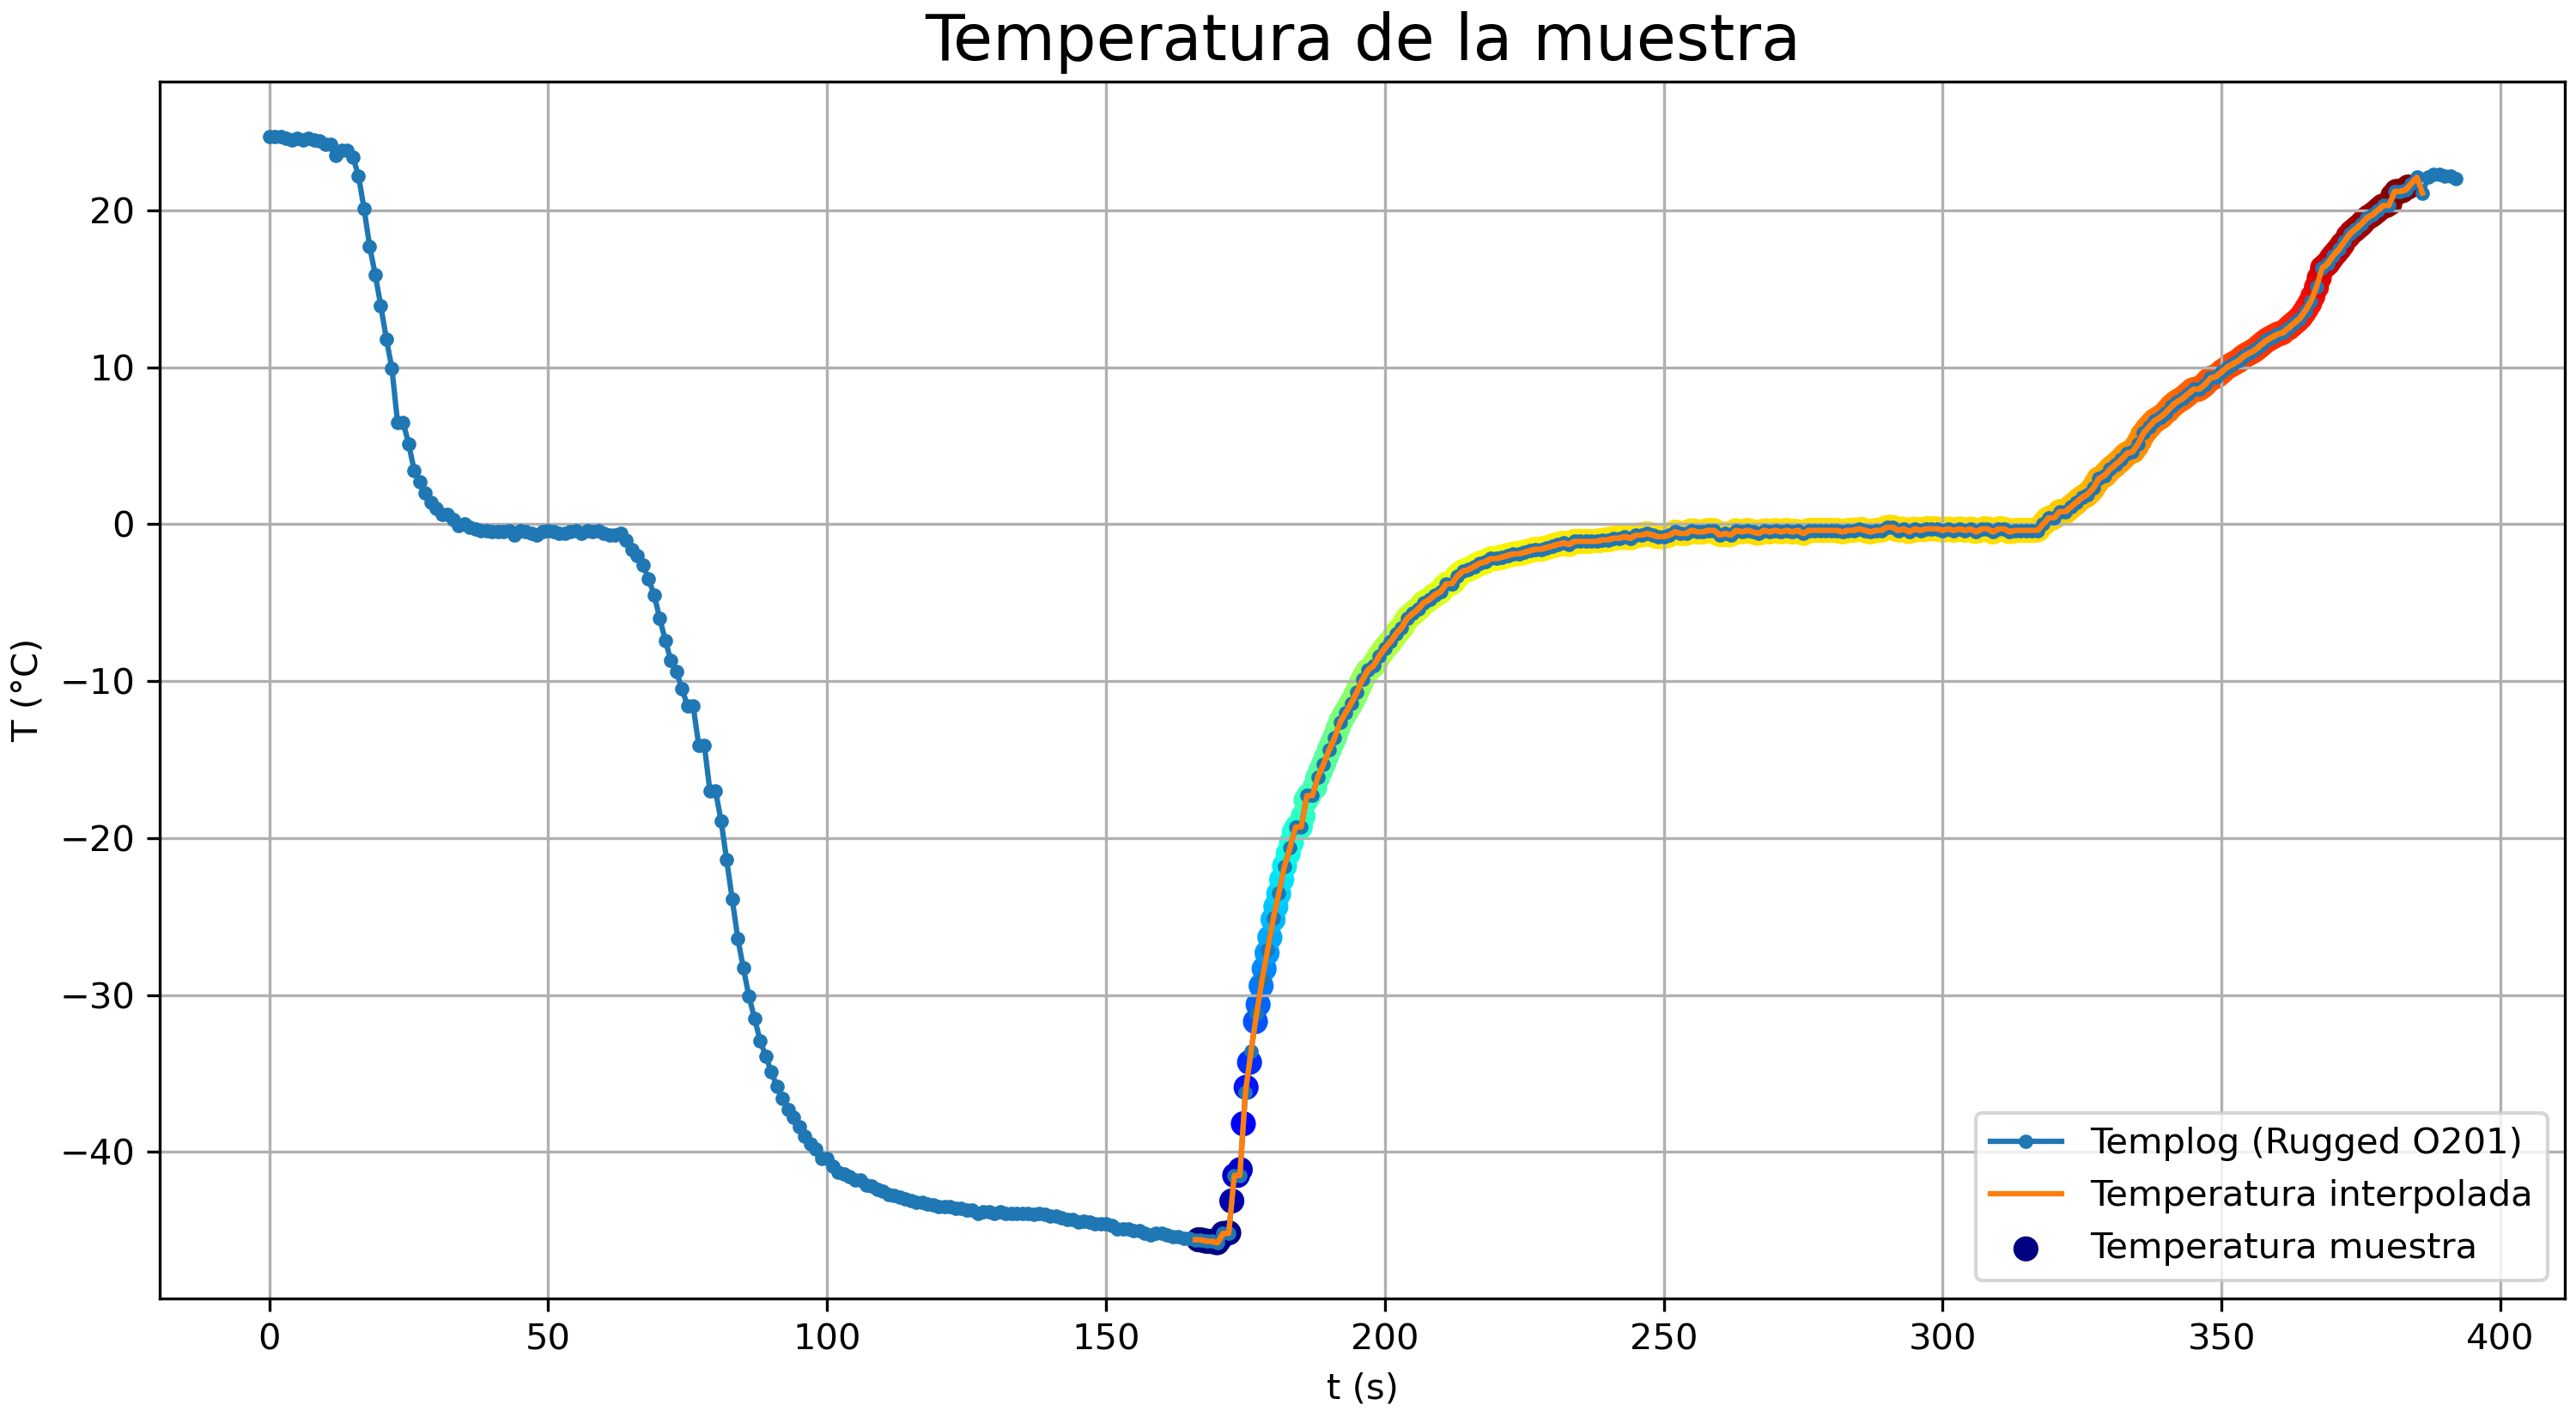 Temperatura de la muestra
T (°C)
20
10
0
−10
−20
−30
−40
0 50 100 150 200 250 300 350 400
t (s)
Templog (Rugged O201)
Temperatura interpolada
Temperatura muestra